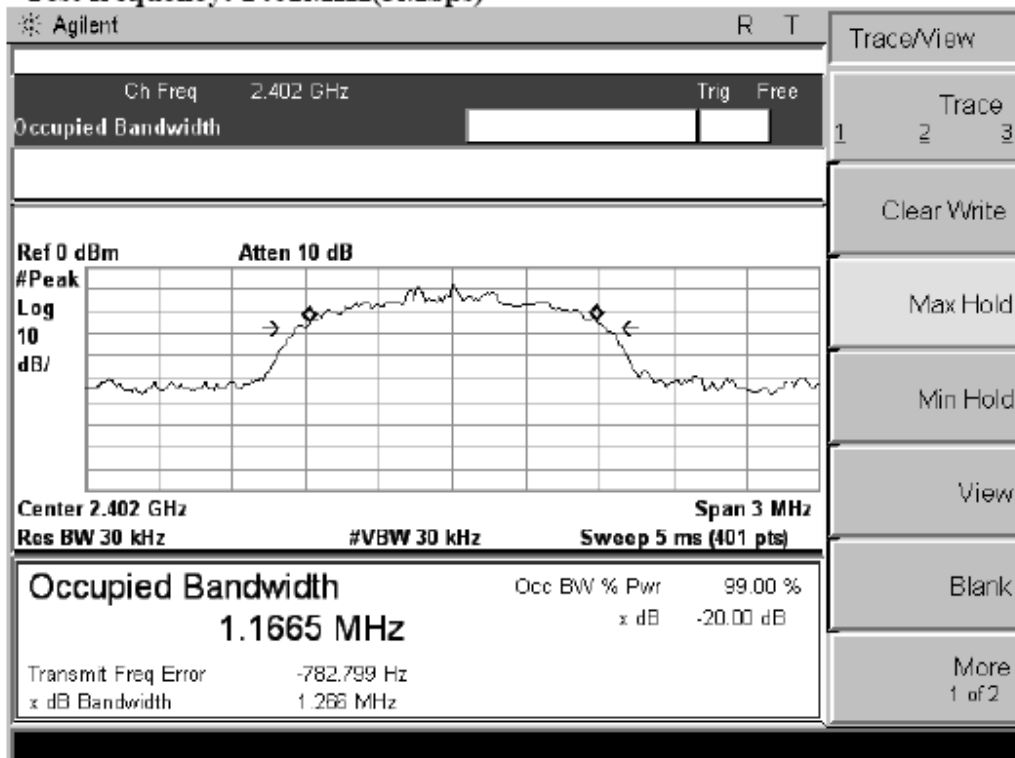 Agilent R T
Trace/View
Ch Freq 2.402 GHz Trig Free
Occupied Bandwidth
Trace
1 2 3
Clear Write
Ref 0 dBm Atten 10 dB
#Peak
Log
10
dB/
Max Hold
Min Hold
View
Center 2.402 GHz Span 3 MHz
Res BW 30 kHz #VBW 30 kHz Sweep 5 ms (401 pts)
Occupied Bandwidth
1.1665 MHz
Occ BW % Pwr 99.00 %
x dB -20.00 dB
Transmit Freq Error -782.799 Hz
x dB Bandwidth 1.266 MHz
Blank
More
1 of 2